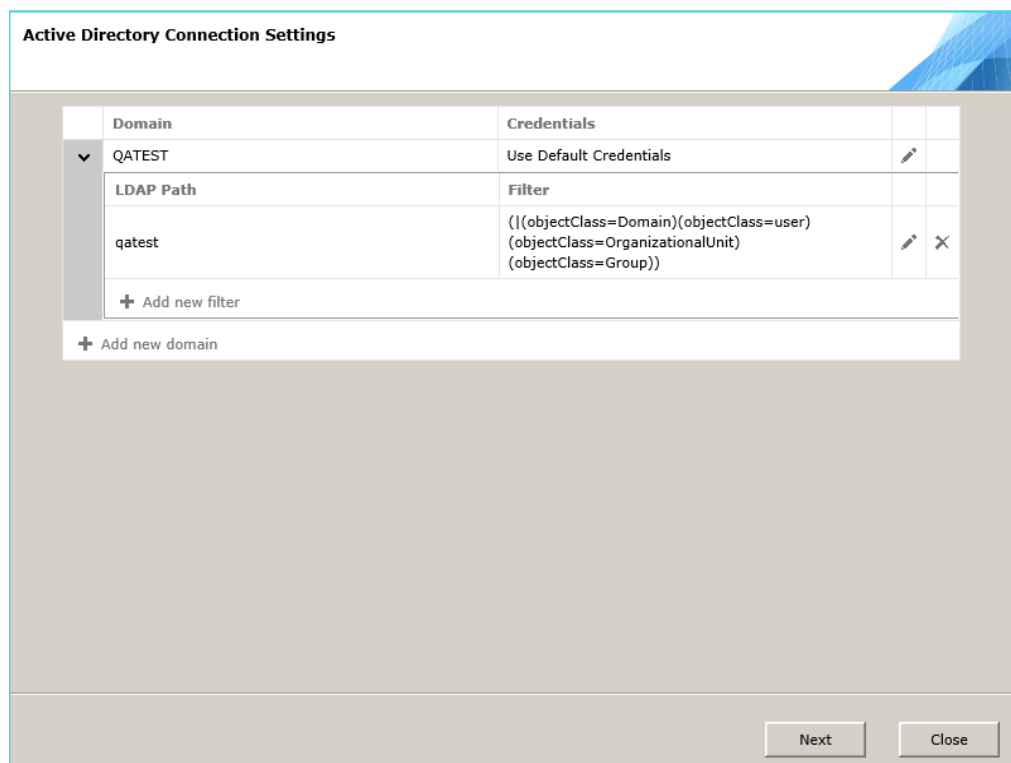 Active Directory Connection Settings
Domain Credentials
QATEST Use Default Credentials
LDAP Path Filter
qatest (|(objectClass=Domain)(objectClass=user)
(objectClass=OrganizationalUnit)
(objectClass=Group))
Add new filter
Add new domain
Next Close